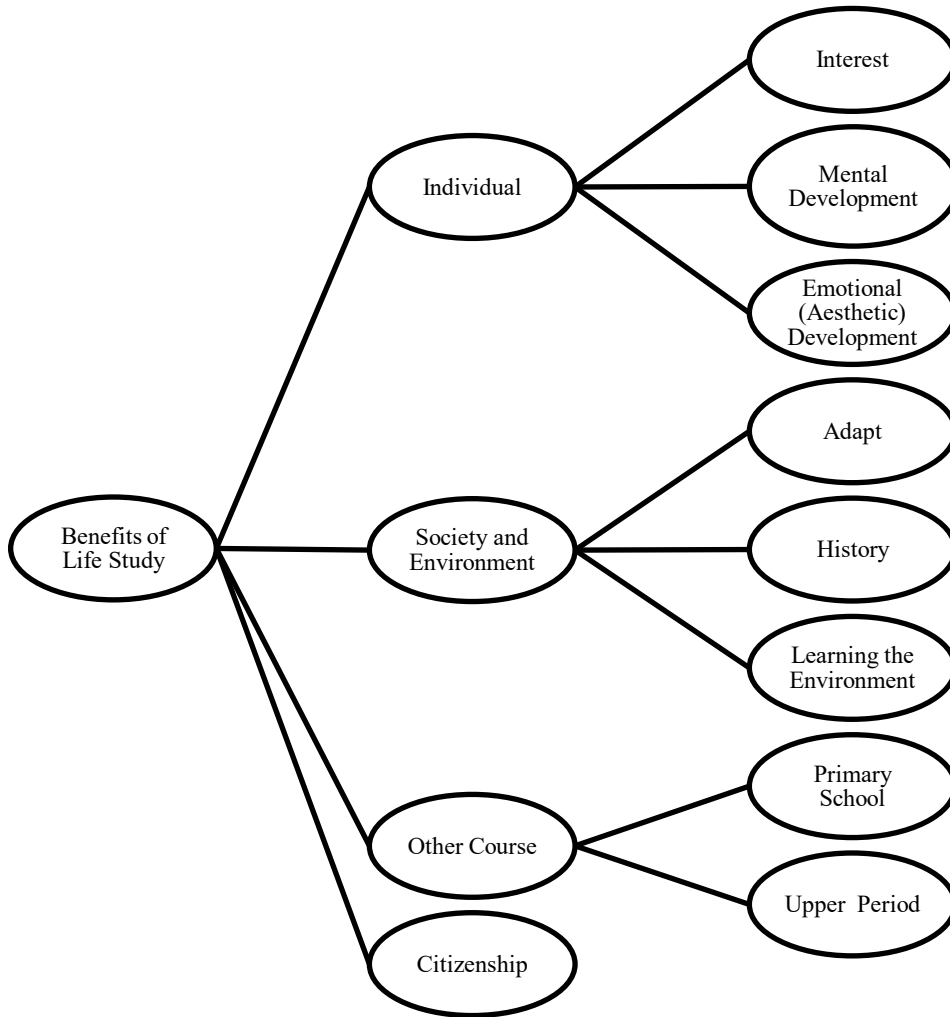 Benefits of
Life Study
Individual
Interest
Mental
Development
Emotional
(Aesthetic)
Development
Society and
Environment
Adapt
History
Learning the
Environment
Other Course
Primary
School
Upper Period
Citizenship